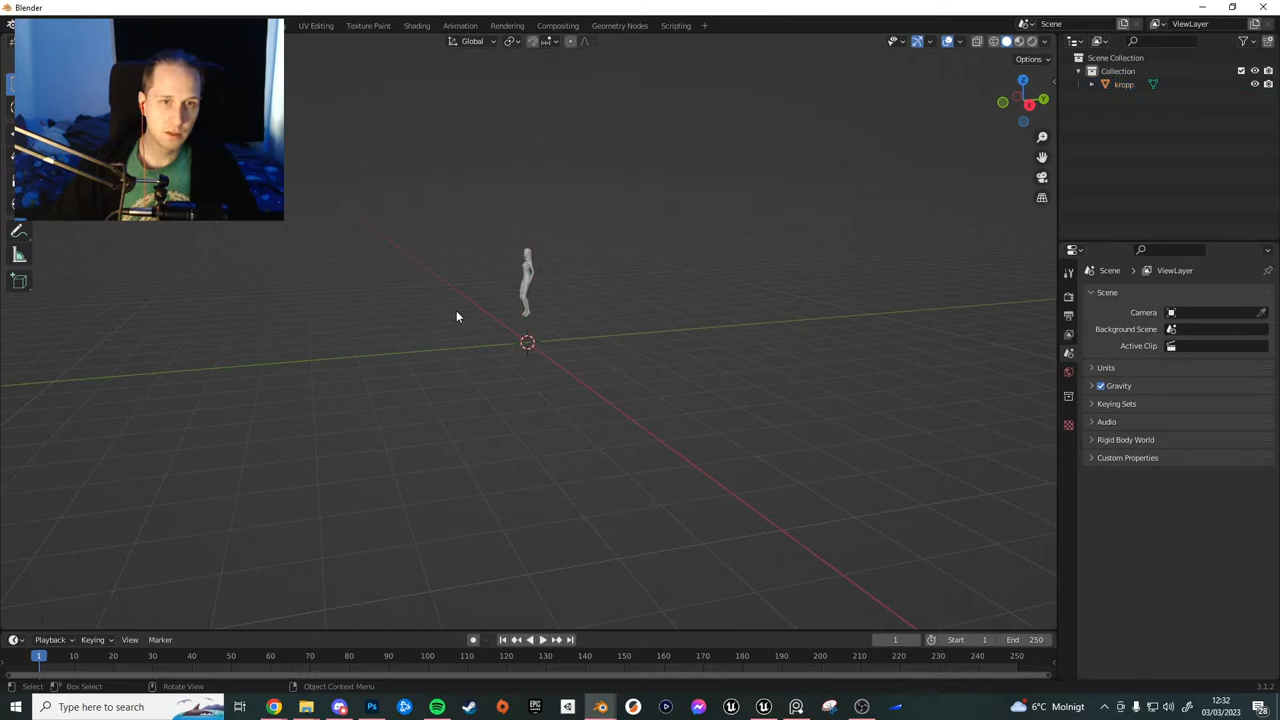 Blender
UV Editing Texture Paint Shading Animation Rendering Compositing Geometry Nodes Scripting +
Scene ViewLayer
Global
Options
Z
Y
X
Scene Collection
Collection
kropp
Scene > ViewLayer
Scene
Camera
Background Scene
Active Clip
Units
Gravity
Keying Sets
Audio
Rigid Body World
Custom Properties
Playback Keying View Marker
1 Start 1 End 250
1 10 20 30 40 50 60 70 80 90 100 110 120 130 140 150 160 170 180 190 200 210 220 230 240 250
Select Box Select Rotate View Object Context Menu 3.1.2
Type here to search
6°C Molnigt
12:32
03/03/2023